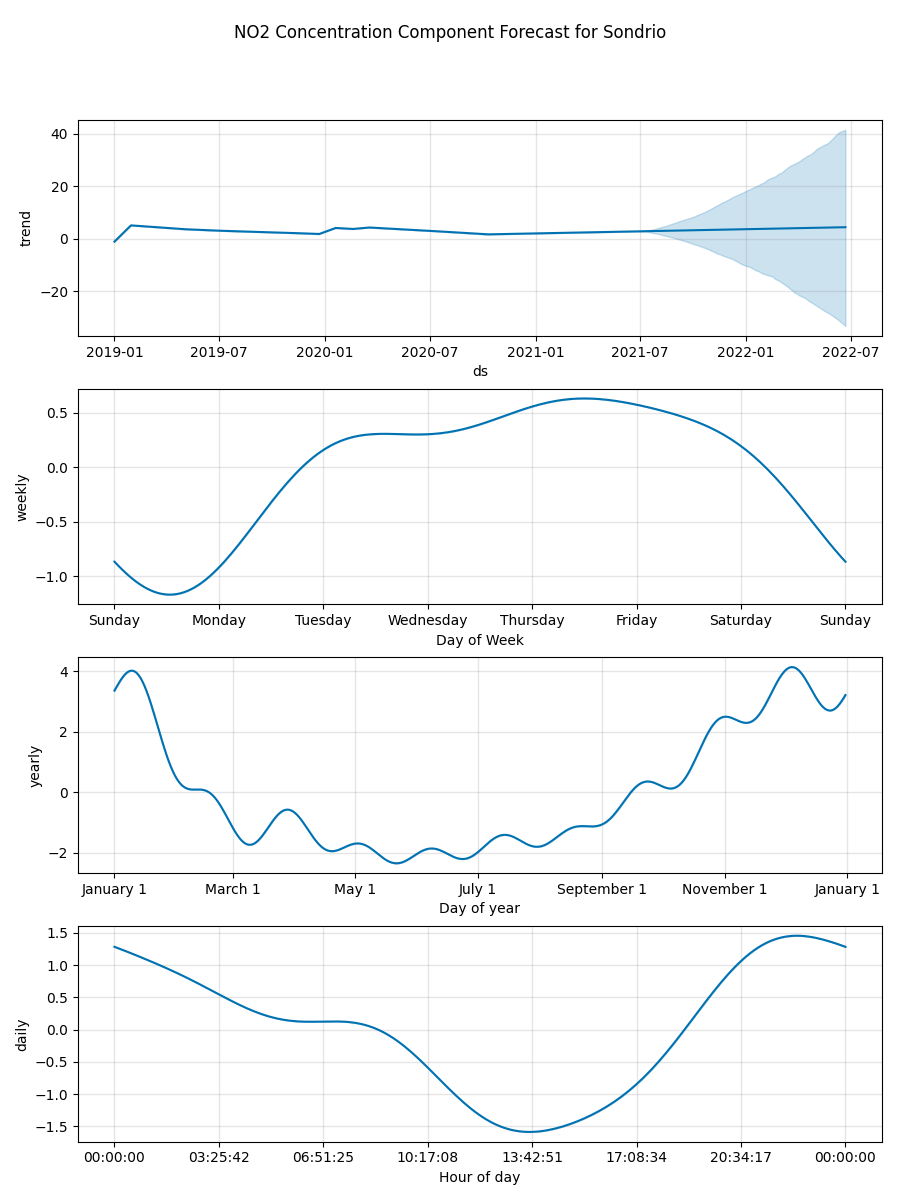 NO2 Concentration Component Forecast for Sondrio
40
20
0
−20
trend
2019-01 2019-07 2020-01 2020-07 2021-01 2021-07 2022-01 2022-07
ds
0.5
0.0
−0.5
−1.0
weekly
Sunday Monday Tuesday Wednesday Thursday Friday Saturday Sunday
Day of Week
4
2
0
−2
yearly
January 1 March 1 May 1 July 1 September 1 November 1 January 1
Day of year
1.5
1.0
0.5
0.0
−0.5
−1.0
−1.5
daily
00:00:00 03:25:42 06:51:25 10:17:08 13:42:51 17:08:34 20:34:17 00:00:00
Hour of day